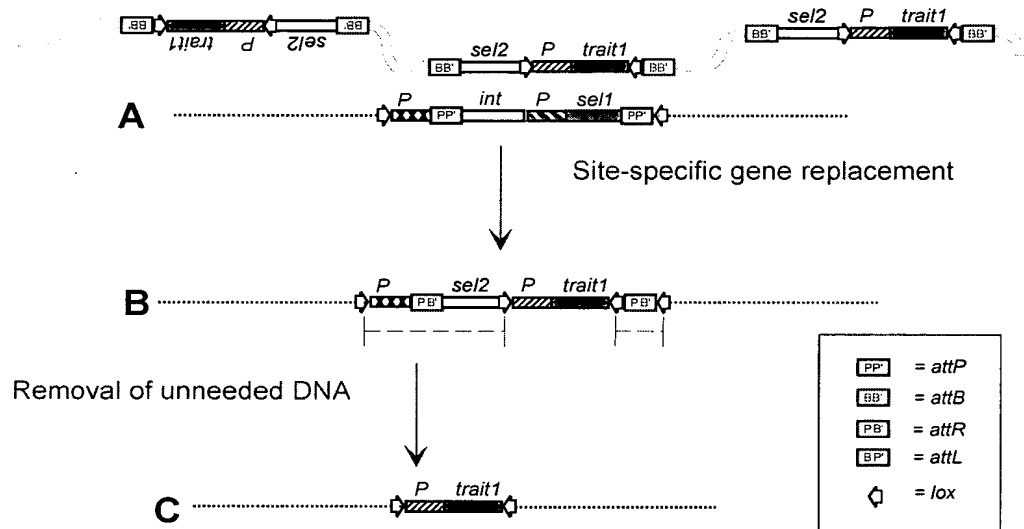 BB' trait1 P sel2 BB'
BB' sel2 P trait1 BB'
BB' sel2 P trait1 BB'
A P PP' int P sel1 PP'
Site-specific gene replacement
B P PB' sel2 P trait1 PB'
Removal of unneeded DNA
C P trait1
PP' = attP
BB' = attB
PB' = attR
BP' = attL
= lox